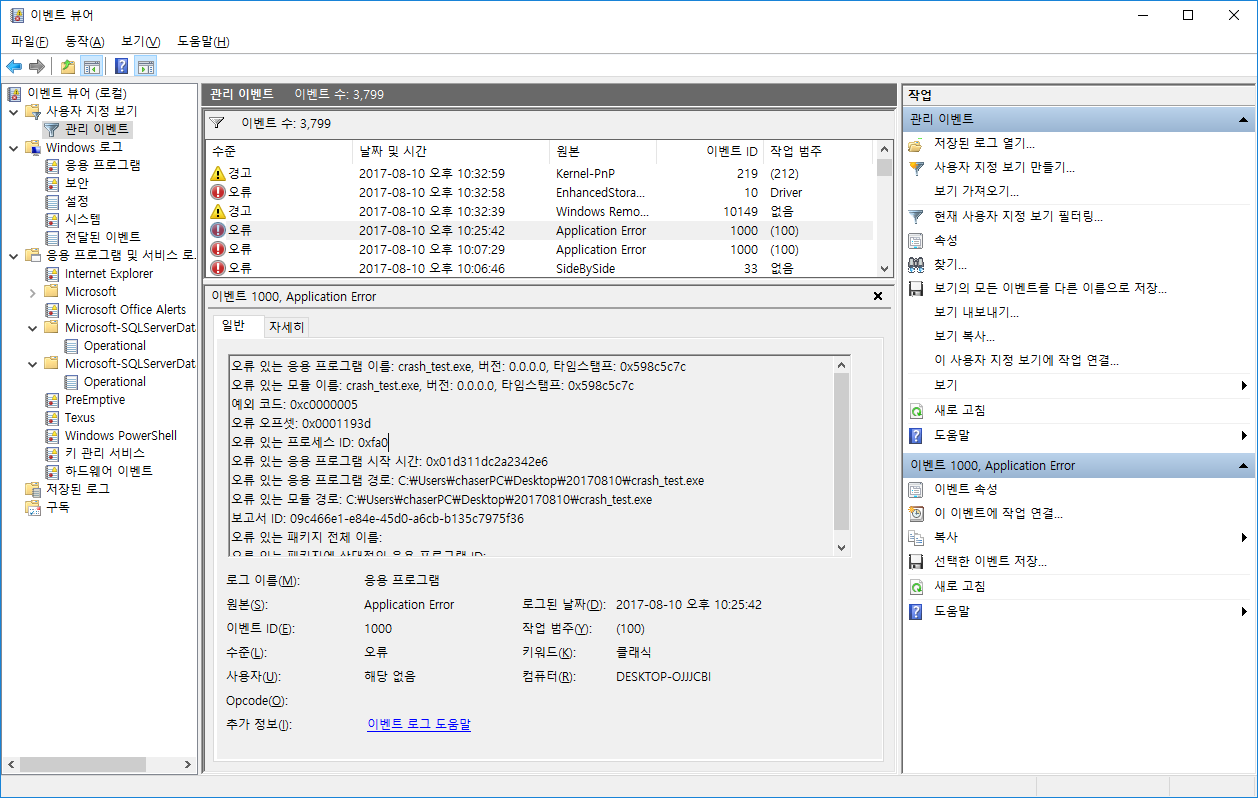 이벤트 뷰어
파일(F) 동작(A) 보기(V) 도움말(H)
이벤트 뷰어 (로컬)
사용자 지정 보기
관리 이벤트
Windows 로그
응용 프로그램
보안
설정
시스템
전달된 이벤트
응용 프로그램 및 서비스 로
Internet Explorer
Microsoft
Microsoft Office Alerts
Microsoft-SQLServerDat
Operational
Microsoft-SQLServerDat
Operational
PreEmptive
Texus
Windows PowerShell
키 관리 서비스
하드웨어 이벤트
저장된 로그
구독
관리 이벤트 이벤트 수: 3,799
이벤트 수: 3,799
수준 날짜 및 시간 원본 이벤트 ID 작업 범주
경고 2017-08-10 오후 10:32:59 Kernel-PnP 219 (212)
오류 2017-08-10 오후 10:32:58 EnhancedStora... 10 Driver
경고 2017-08-10 오후 10:32:39 Windows Remo... 10149 없음
오류 2017-08-10 오후 10:25:42 Application Error 1000 (100)
오류 2017-08-10 오후 10:07:29 Application Error 1000 (100)
오류 2017-08-10 오후 10:06:46 SideBySide 33 없음
이벤트 1000, Application Error
일반 자세히
오류 있는 응용 프로그램 이름: crash_test.exe, 버전: 0.0.0.0, 타임스탬프: 0x598c5c7c
오류 있는 모듈 이름: crash_test.exe, 버전: 0.0.0.0, 타임스탬프: 0x598c5c7c
예외 코드: 0xc0000005
오류 오프셋: 0x0001193d
오류 있는 프로세스 ID: 0xfa0
오류 있는 응용 프로그램 시작 시간: 0x01d311dc2a2342e6
오류 있는 응용 프로그램 경로: C:₩Users₩chaserPC₩Desktop₩20170810₩crash_test.exe
오류 있는 모듈 경로: C:₩Users₩chaserPC₩Desktop₩20170810₩crash_test.exe
보고서 ID: 09c466e1-e84e-45d0-a6cb-b135c7975f36
오류 있는 패키지 전체 이름:
오류 있는 패키지에 상대적인 응용 프로그램 ID:
로그 이름(M): 응용 프로그램
원본(S): Application Error 로그된 날짜(D): 2017-08-10 오후 10:25:42
이벤트 ID(E): 1000 작업 범주(Y): (100)
수준(L): 오류 키워드(K): 클래식
사용자(U): 해당 없음 컴퓨터(R): DESKTOP-OJJJCBI
Opcode(O):
추가 정보(I): 이벤트 로그 도움말
작업
관리 이벤트
저장된 로그 열기...
사용자 지정 보기 만들기...
보기 가져오기...
현재 사용자 지정 보기 필터링...
속성
찾기...
보기의 모든 이벤트를 다른 이름으로 저장...
보기 내보내기...
보기 복사...
이 사용자 지정 보기에 작업 연결...
보기
새로 고침
도움말
이벤트 1000, Application Error
이벤트 속성
이 이벤트에 작업 연결...
복사
선택한 이벤트 저장...
새로 고침
도움말